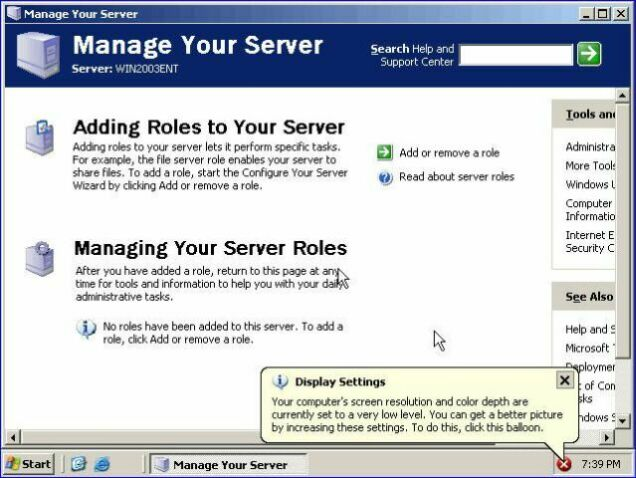 Manage Your Server
Manage Your Server
Server: WIN2003ENT
Search Help and
Support Center
Adding Roles to Your Server
Adding roles to your server lets it perform specific tasks.
For example, the file server role enables your server to
share files. To add a role, start the Configure Your Server
Wizard by clicking Add or remove a role.
Add or remove a role
Read about server roles
Managing Your Server Roles
After you have added a role, return to this page at any
time for tools and information to help you with your daily
administrative tasks.
No roles have been added to this server. To add a
role, click Add or remove a role.
Tools an
Administra
More Tools
Windows U
Computer
Informatio
Internet E
Security C
See Also
Help and S
Microsoft T
Deploymen
t of Com
sks
ndows S
Display Settings
Your computer's screen resolution and color depth are
currently set to a very low level. You can get a better picture
by increasing these settings. To do this, click this balloon.
Start
Manage Your Server
7:39 PM